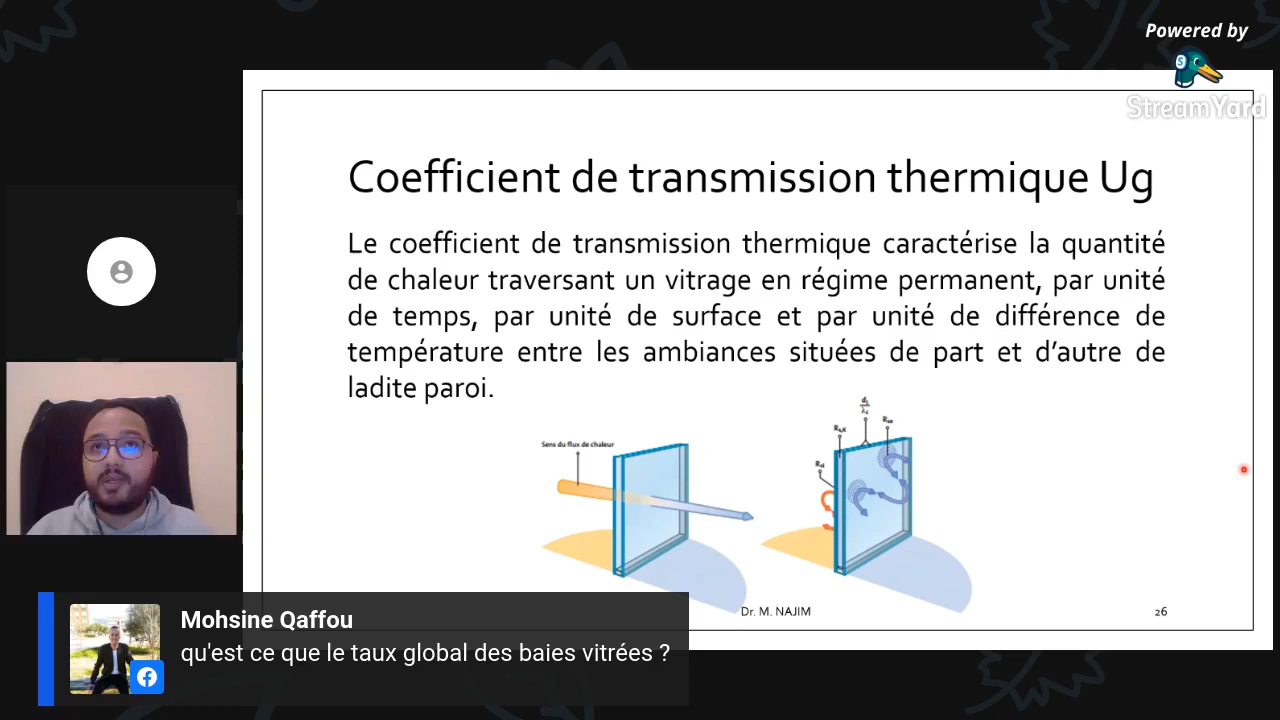 Powered by
StreamYard
Coefficient de transmission thermique Ug
Le coefficient de transmission thermique caractérise la quantité
de chaleur traversant un vitrage en régime permanent, par unité
de temps, par unité de surface et par unité de différence de
température entre les ambiances situées de part et d’autre de
ladite paroi.
Sens du flux de chaleur
Dr. M. NAJIM
26
Mohsine Qaffou
qu'est ce que le taux global des baies vitrées ?